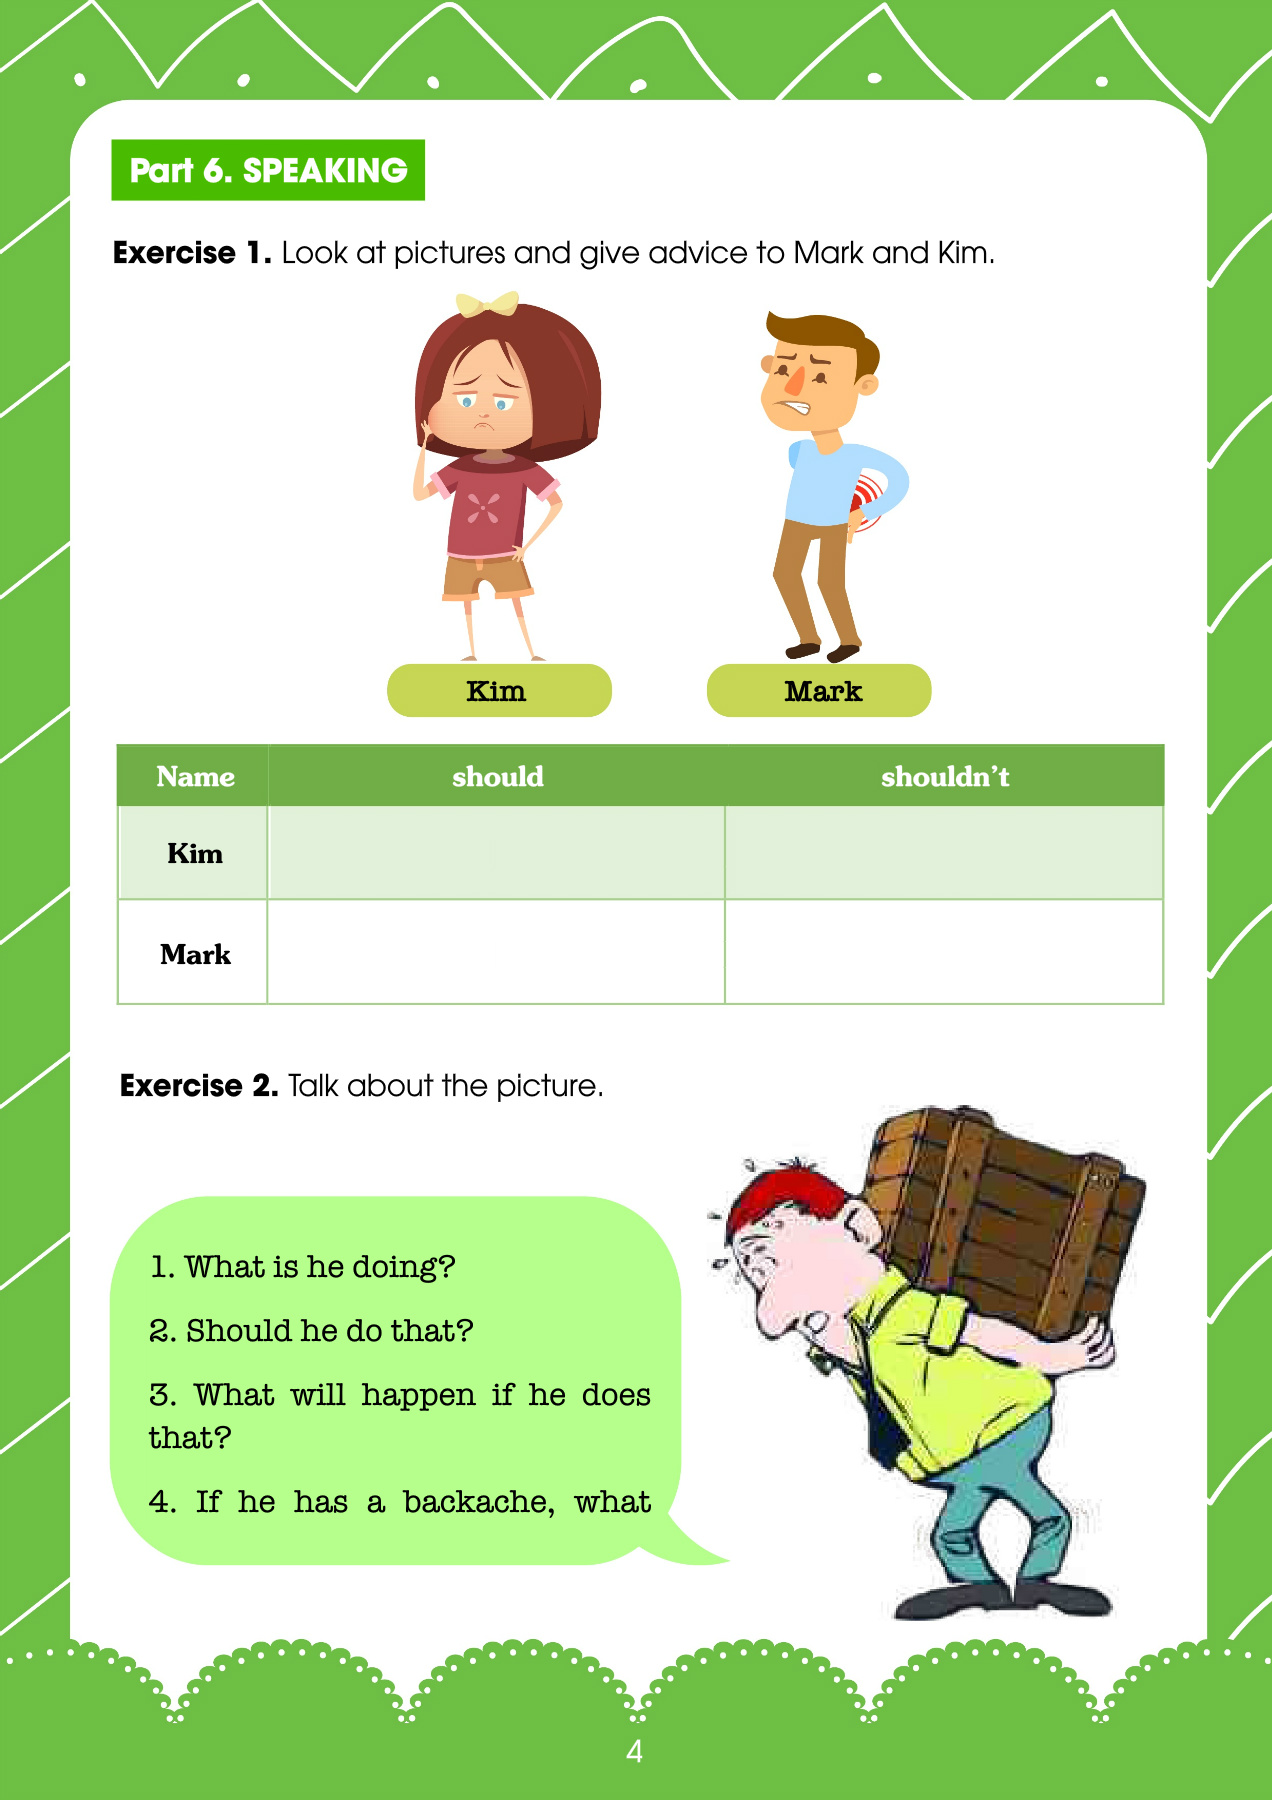 Part 6. SPEAKING
Exercise 1. Look at pictures and give advice to Mark and Kim.
Kim
Mark
Name should shouldn't
Kim
Mark
Exercise 2. Talk about the picture.
1. What is he doing?
2. Should he do that?
3. What will happen if he does
that?
4. If he has a backache, what
4